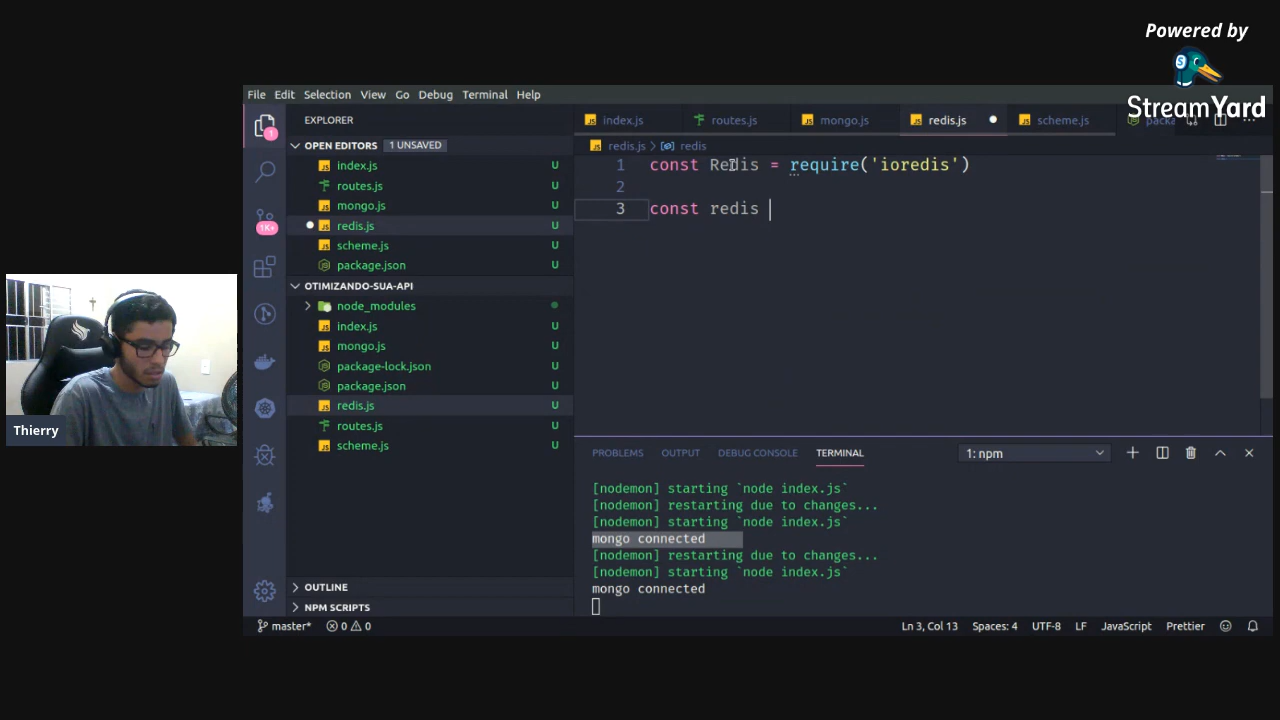 Powered by
StreamYard
File Edit Selection View Go Debug Terminal Help
EXPLORER
OPEN EDITORS 1 UNSAVED
index.js U
routes.js U
mongo.js U
redis.js U
scheme.js U
package.json U
OTIMIZANDO-SUA-API
node_modules
index.js U
mongo.js U
package-lock.json U
package.json U
redis.js U
routes.js U
scheme.js U
OUTLINE
NPM SCRIPTS
index.js routes.js mongo.js redis.js scheme.js packa
redis.js > redis
1 const Redis = require('ioredis')
2
3 const redis
PROBLEMS OUTPUT DEBUG CONSOLE TERMINAL 1: npm
[nodemon] starting `node index.js`
[nodemon] restarting due to changes...
[nodemon] starting `node index.js`
mongo connected
[nodemon] restarting due to changes...
[nodemon] starting `node index.js`
mongo connected
master* 0 0 Ln 3, Col 13 Spaces: 4 UTF-8 LF JavaScript Prettier
1
1K+
Thierry